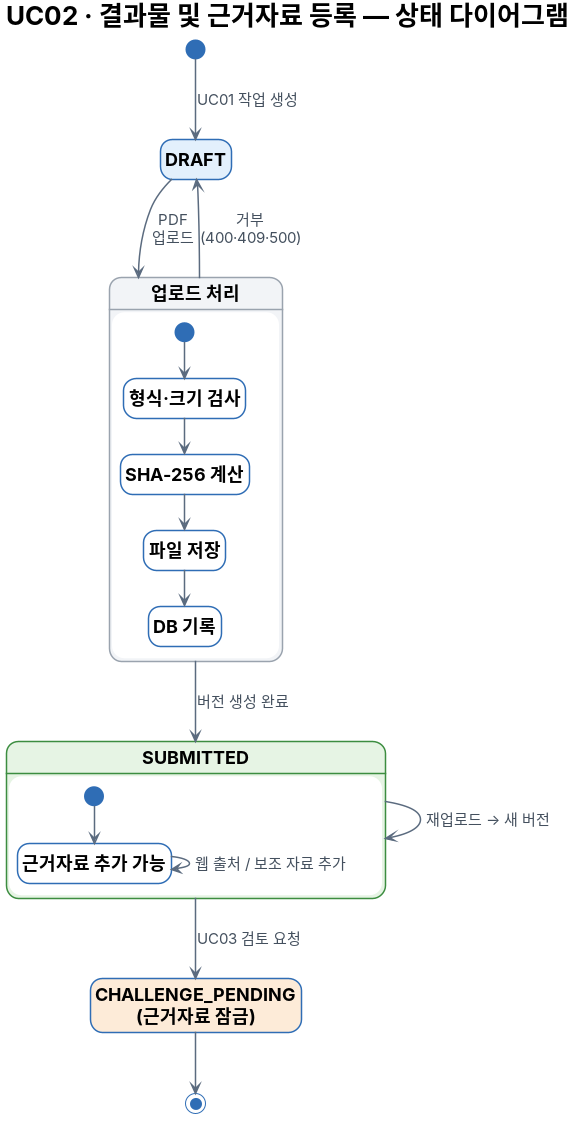 UC02 · 결과물 및 근거자료 등록 — 상태 다이어그램
UC01 작업 생성
DRAFT
PDF
업로드
거부
(400·409·500)
업로드 처리
형식·크기 검사
SHA-256 계산
파일 저장
DB 기록
버전 생성 완료
SUBMITTED
근거자료 추가 가능
웹 출처 / 보조 자료 추가
재업로드 → 새 버전
UC03 검토 요청
CHALLENGE_PENDING
(근거자료 잠금)